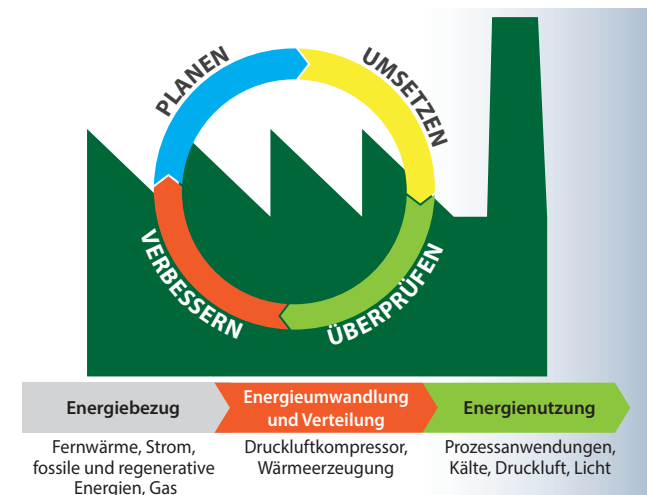 PLANEN
UMSETZEN
VERBESSERN
ÜBERPRÜFEN
Energiebezug
Energieumwandlung
und Verteilung
Energienutzung
Fernwärme, Strom,
fossile und regenerative
Energien, Gas
Druckluftkompressor,
Wärmeerzeugung
Prozessanwendungen,
Kälte, Druckluft, Licht